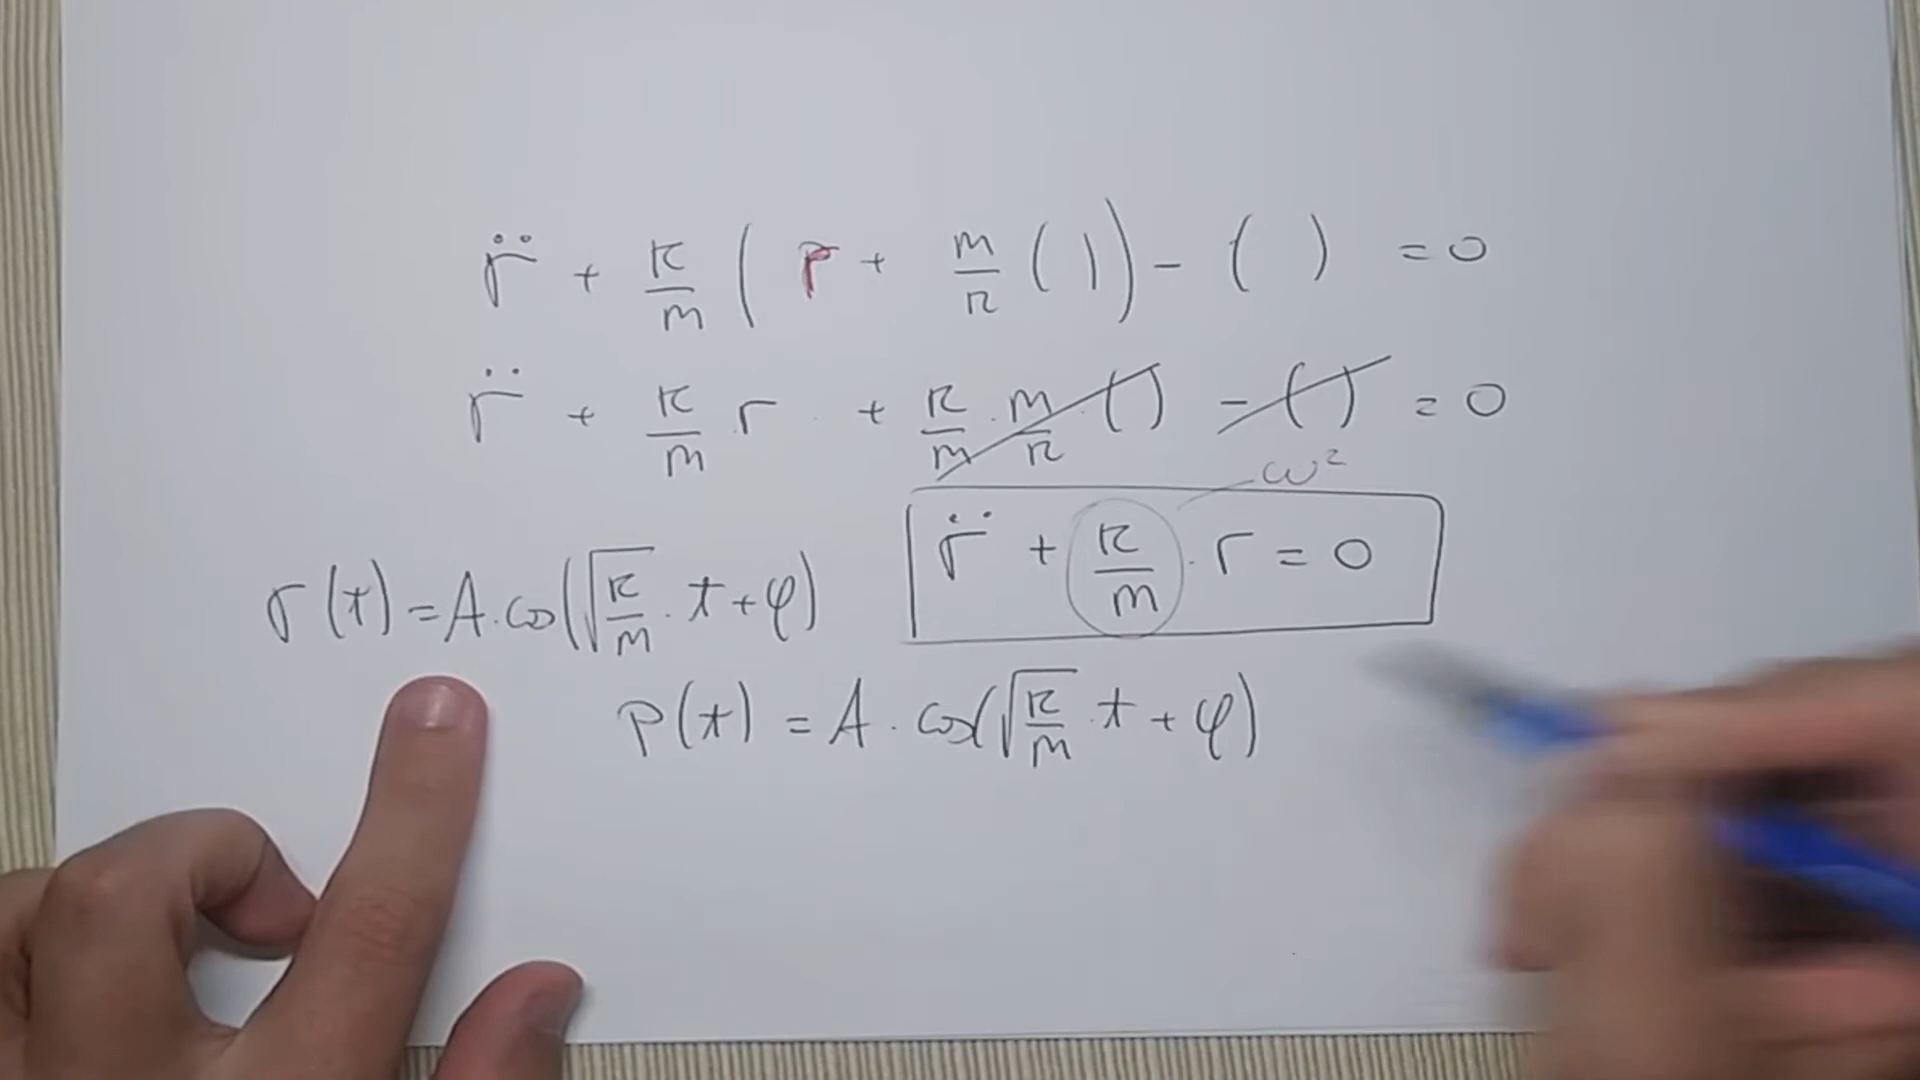 r̈ + k/m ( r + m/k ( ) ) - ( ) = 0
r̈ + k/m · r + k/m · m/k · ( ) - ( ) = 0
ω²
r̈ + k/m · r = 0
r(t) = A · cos(√(k/m) · t + φ)
p(t) = A · cos(√(k/m) · t + φ)